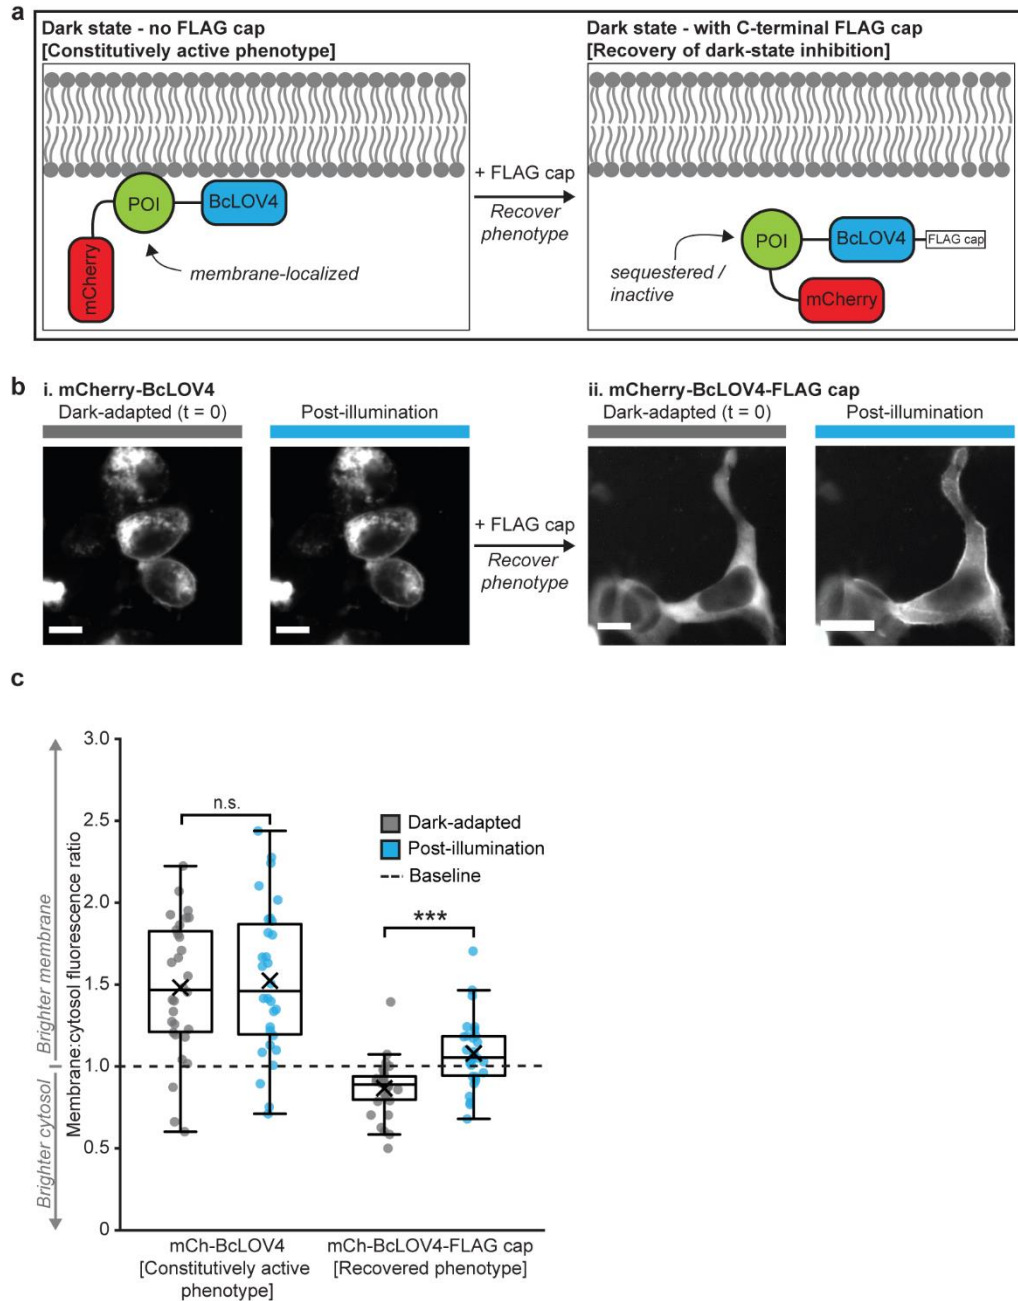 a
Dark state - no FLAG cap
[Constitutively active phenotype]
Dark state - with C-terminal FLAG cap
[Recovery of dark-state inhibition]
POI
BcLOV4
mCherry
membrane-localized
+ FLAG cap
Recover
phenotype
POI
BcLOV4
FLAG cap
mCherry
sequestered /
inactive
b
i. mCherry-BcLOV4
Dark-adapted (t = 0)
Post-illumination
+ FLAG cap
Recover
phenotype
ii. mCherry-BcLOV4-FLAG cap
Dark-adapted (t = 0)
Post-illumination
c
Brighter membrane
Brighter cytosol
Membrane:cytosol fluorescence ratio
3.0
2.5
2.0
1.5
1.0
0.5
0
n.s.
***
Dark-adapted
Post-illumination
Baseline
mCh-BcLOV4
[Constitutively active
phenotype]
mCh-BcLOV4-FLAG cap
[Recovered phenotype]